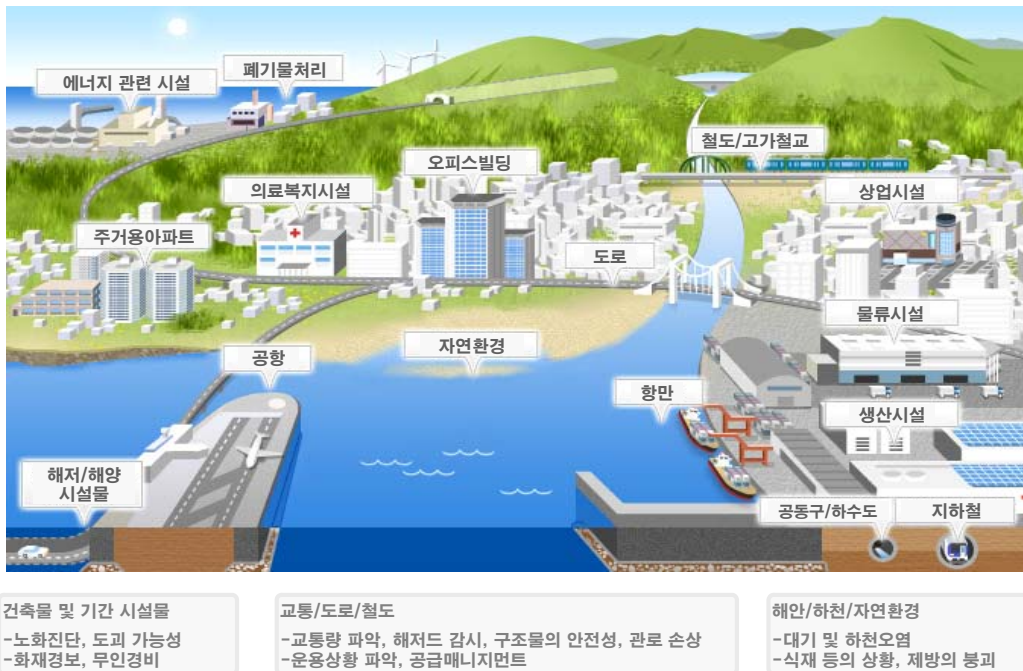 에너지 관련 시설
폐기물처리
철도/고가철교
오피스빌딩
의료복지시설
상업시설
주거용아파트
도로
물류시설
자연환경
공항
항만
생산시설
해저/해양
시설물
공동구/하수도
지하철
건축물 및 기간 시설물
-노화진단, 도괴 가능성
-화재경보, 무인경비
교통/도로/철도
-교통량 파악, 해저드 감시, 구조물의 안전성, 관로 손상
-운용상황 파악, 공급매니지먼트
해안/하천/자연환경
-대기 및 하천오염
-식재 등의 상황, 제방의 붕괴